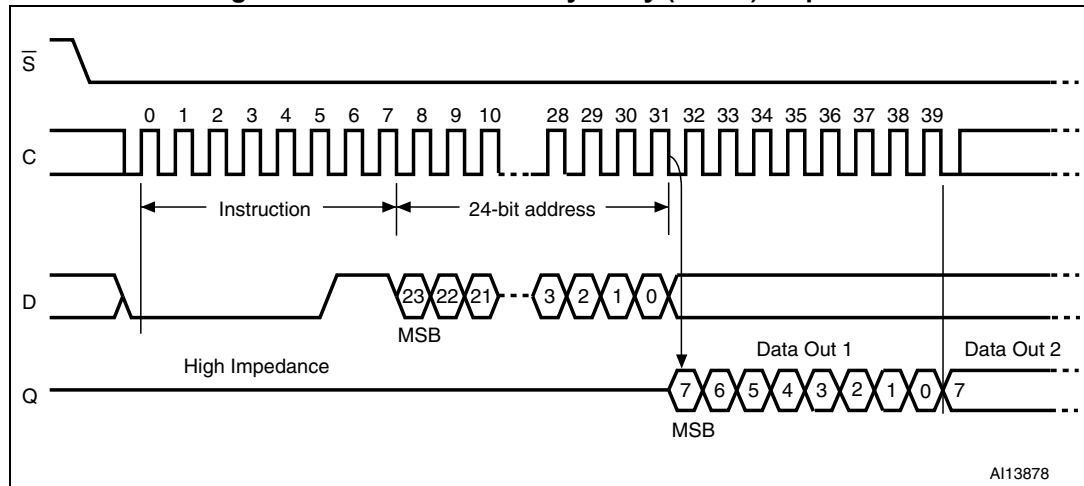 S
0 1 2 3 4 5 6 7 8 9 10 28 29 30 31 32 33 34 35 36 37 38 39
C
Instruction 24-bit address
D
23 22 21 3 2 1 0
MSB
High Impedance Data Out 1 Data Out 2
Q
7 6 5 4 3 2 1 0 7
MSB
AI13878